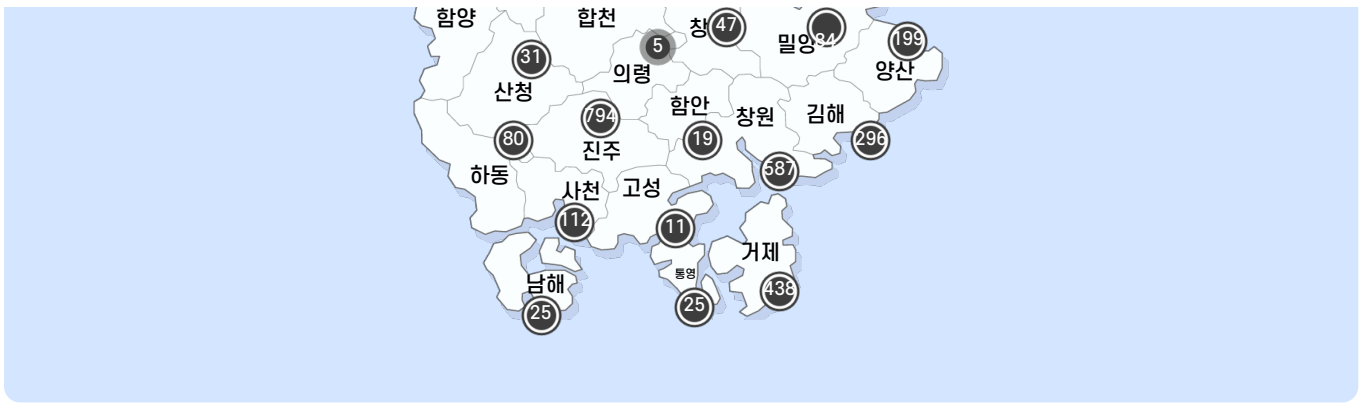 함양
합천
창
47
밀양
84
199
양산
31
산청
5
의령
794
진주
함안
19
창원
김해
296
80
하동
587
사천
112
고성
11
거제
438
통영
25
남해
25